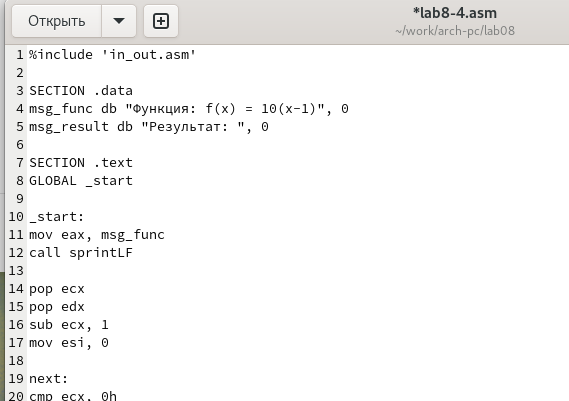 Открыть
*lab8-4.asm
~/work/arch-pc/lab08
1 %include 'in_out.asm'
2
3 SECTION .data
4 msg_func db "Функция: f(x) = 10(x-1)", 0
5 msg_result db "Результат: ", 0
6
7 SECTION .text
8 GLOBAL _start
9
10 _start:
11 mov eax, msg_func
12 call sprintLF
13
14 pop ecx
15 pop edx
16 sub ecx, 1
17 mov esi, 0
18
19 next:
20 cmp ecx, 0h